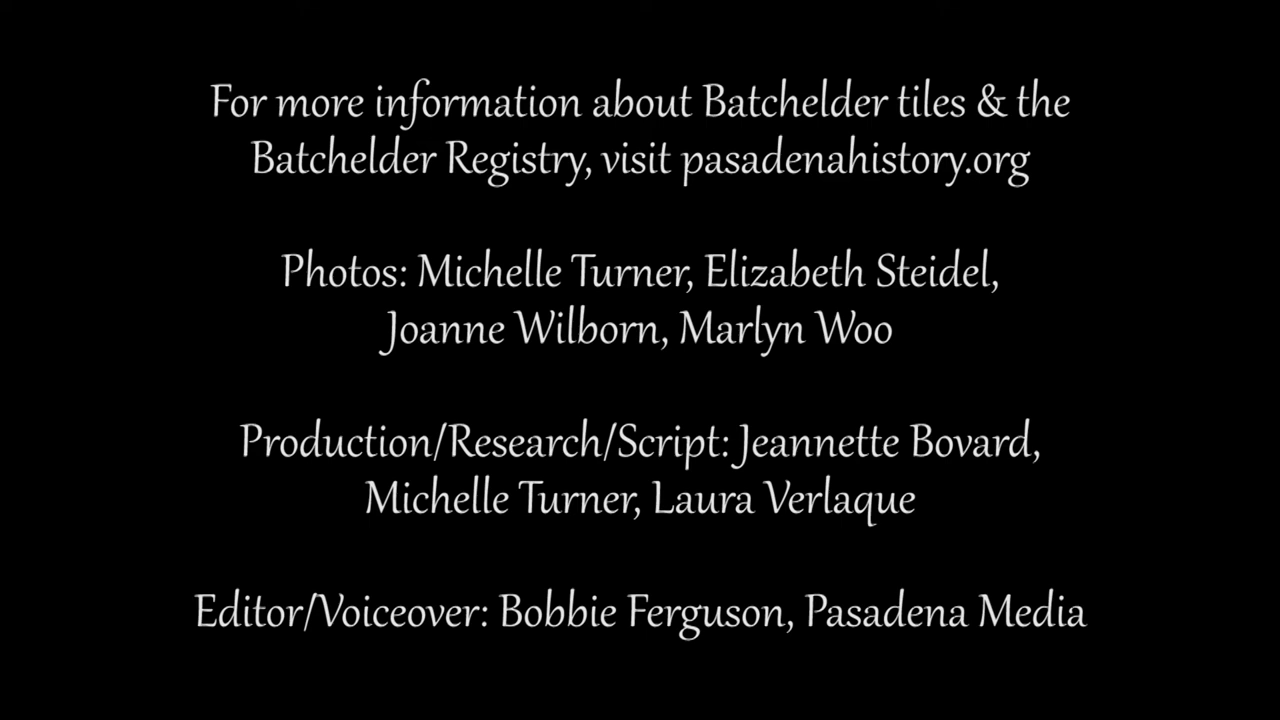 For more information about Batchelder tiles & the
Batchelder Registry, visit pasadenahistory.org
Photos: Michelle Turner, Elizabeth Steidel,
Joanne Wilborn, Marlyn Woo
Production/Research/Script: Jeannette Bovard,
Michelle Turner, Laura Verlaque
Editor/Voiceover: Bobbie Ferguson, Pasadena Media